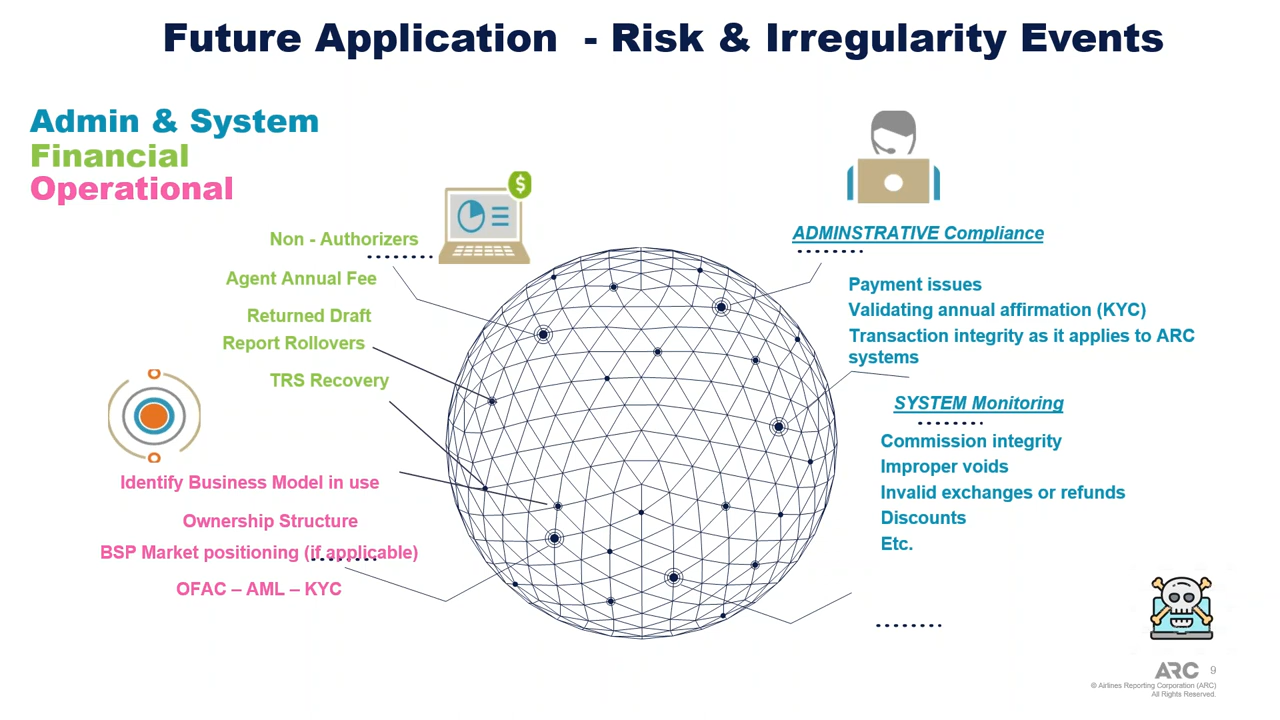 Future Application - Risk & Irregularity Events
Admin & System
Financial
Operational
Non - Authorizers
Agent Annual Fee
Returned Draft
Report Rollovers
TRS Recovery
Identify Business Model in use
Ownership Structure
BSP Market positioning (if applicable)
OFAC – AML – KYC
ADMINSTRATIVE Compliance
Payment issues
Validating annual affirmation (KYC)
Transaction integrity as it applies to ARC
systems
SYSTEM Monitoring
Commission integrity
Improper voids
Invalid exchanges or refunds
Discounts
Etc.
$
ARC 9
© Airlines Reporting Corporation (ARC)
All Rights Reserved.